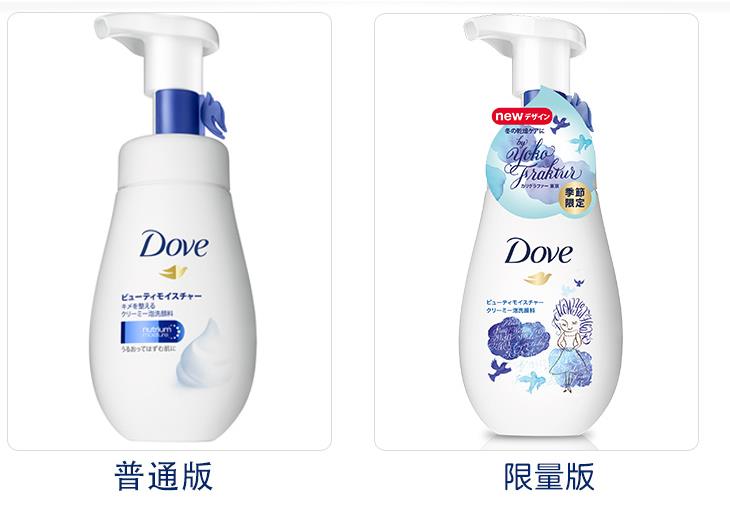 Dove
ビューティモイスチャー
キメを整える
クリーミー泡洗顔料
nutrium
moisture
うるおってはずむ肌に
普通版
newデザイン
冬の乾燥ケアに
by
Yoko
Fraktur
カリグラファー 東京
季節
限定
Dove
ビューティモイスチャー
クリーミー泡洗顔料
限量版